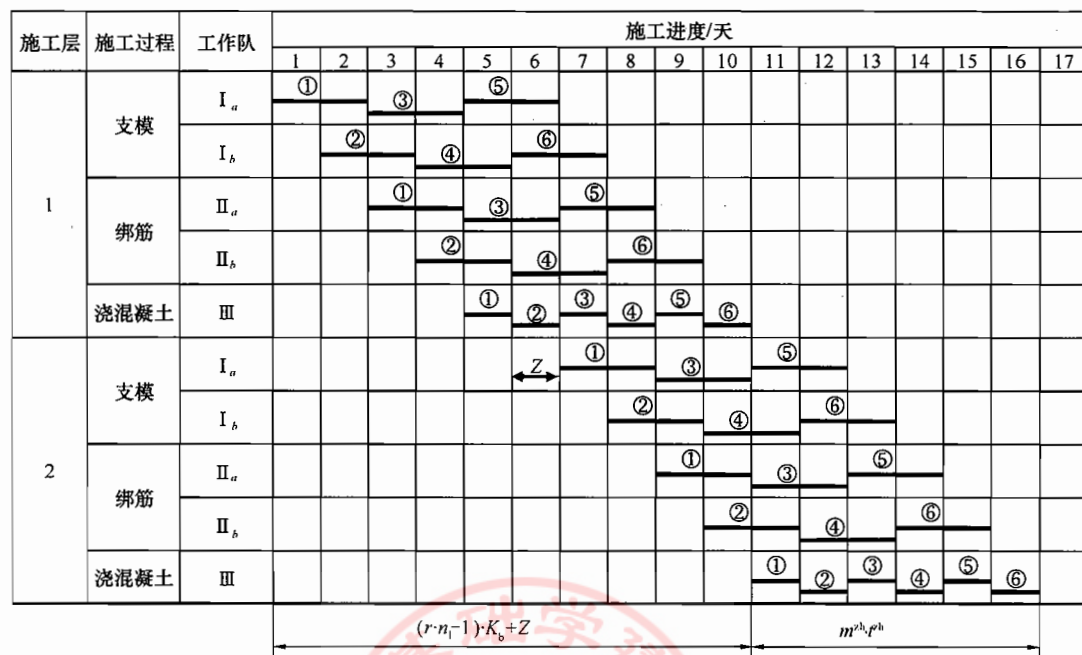 施工层 施工过程 工作队 施工进度/天
1 2 3 4 5 6 7 8 9 10 11 12 13 14 15 16 17
1 支模 Ⅰa ① ③ ⑤
Ⅰb ② ④ ⑥
绑筋 Ⅱa ① ③ ⑤
Ⅱb ② ④ ⑥
浇混凝土 Ⅲ ① ② ③ ④ ⑤ ⑥
2 支模 Ⅰa Z ① ③ ⑤
Ⅰb ② ④ ⑥
绑筋 Ⅱa ① ③ ⑤
Ⅱb ② ④ ⑥
浇混凝土 Ⅲ ① ② ③ ④ ⑤ ⑥
(r·n₁−1)·K_b+Z m^zh·t^zh